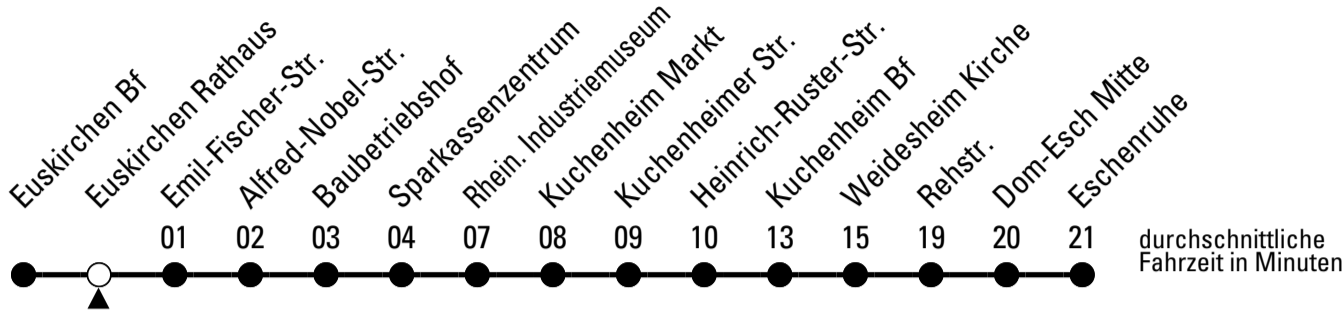 Euskirchen Bf
Euskirchen Rathaus
Emil-Fischer-Str.
Alfred-Nobel-Str.
Baubetriebshof
Sparkassenzentrum
Rhein. Industriemuseum
Kuchenheim Markt
Kuchenheimer Str.
Heinrich-Ruster-Str.
Kuchenheim Bf
Weidesheim Kirche
Rehstr.
Dom-Esch Mitte
Eschenruhe
01 02 03 04 07 08 09 10 13 15 19 20 21
durchschnittliche
Fahrzeit in Minuten